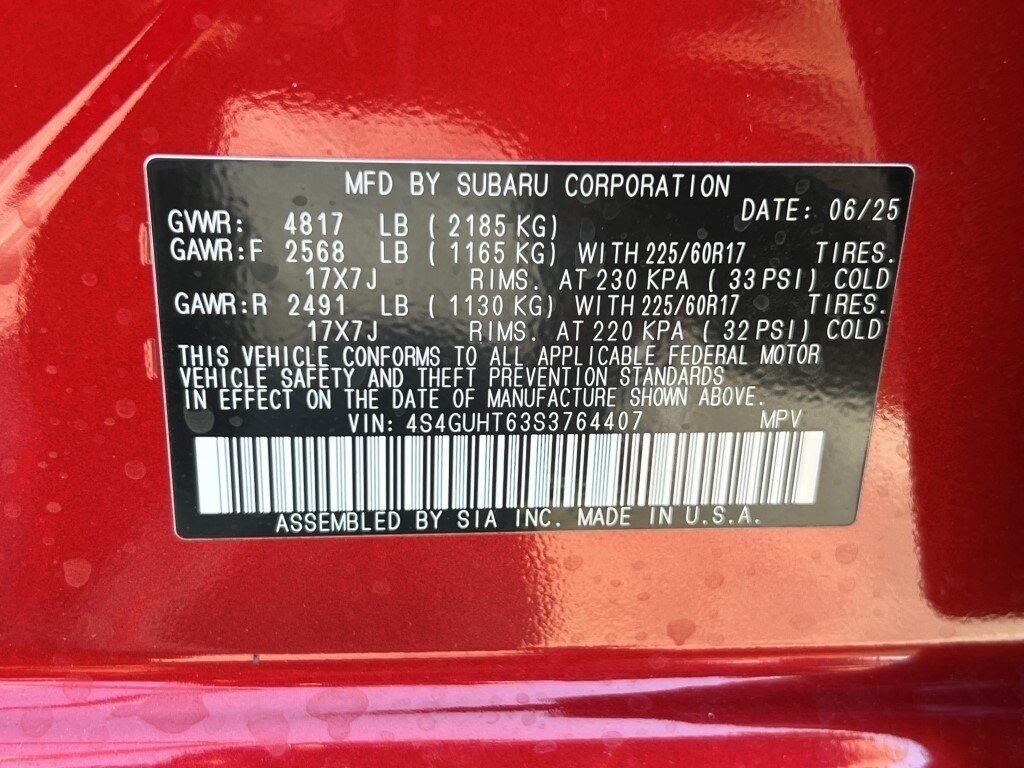 MFD BY SUBARU CORPORATION
DATE: 06/25
GVWR: 4817 LB ( 2185 KG)
GAWR:F 2568 LB ( 1165 KG) WITH 225/60R17 TIRES.
17X7J RIMS. AT 230 KPA ( 33 PSI) COLD
GAWR:R 2491 LB ( 1130 KG) WITH 225/60R17 TIRES.
17X7J RIMS. AT 220 KPA ( 32 PSI) COLD
THIS VEHICLE CONFORMS TO ALL APPLICABLE FEDERAL MOTOR
VEHICLE SAFETY AND THEFT PREVENTION STANDARDS
IN EFFECT ON THE DATE OF MANUFACTURE SHOWN ABOVE.
VIN: 4S4GUHT63S3764407 MPV
ASSEMBLED BY SIA INC. MADE IN U.S.A.